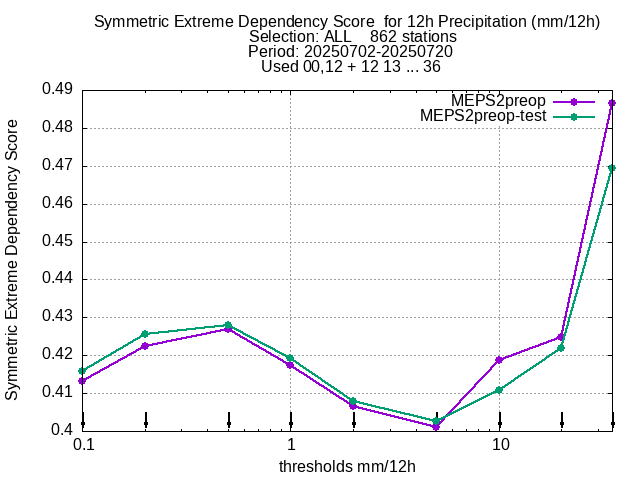 Symmetric Extreme Dependency Score  for 12h Precipitation (mm/12h)
Selection: ALL    862 stations
Period: 20250702-20250720
Used 00,12 + 12 13 ... 36
MEPS2preop
MEPS2preop-test
Symmetric Extreme Dependency Score
0.49
0.48
0.47
0.46
0.45
0.44
0.43
0.42
0.41
0.4
0.1 1 10
thresholds mm/12h